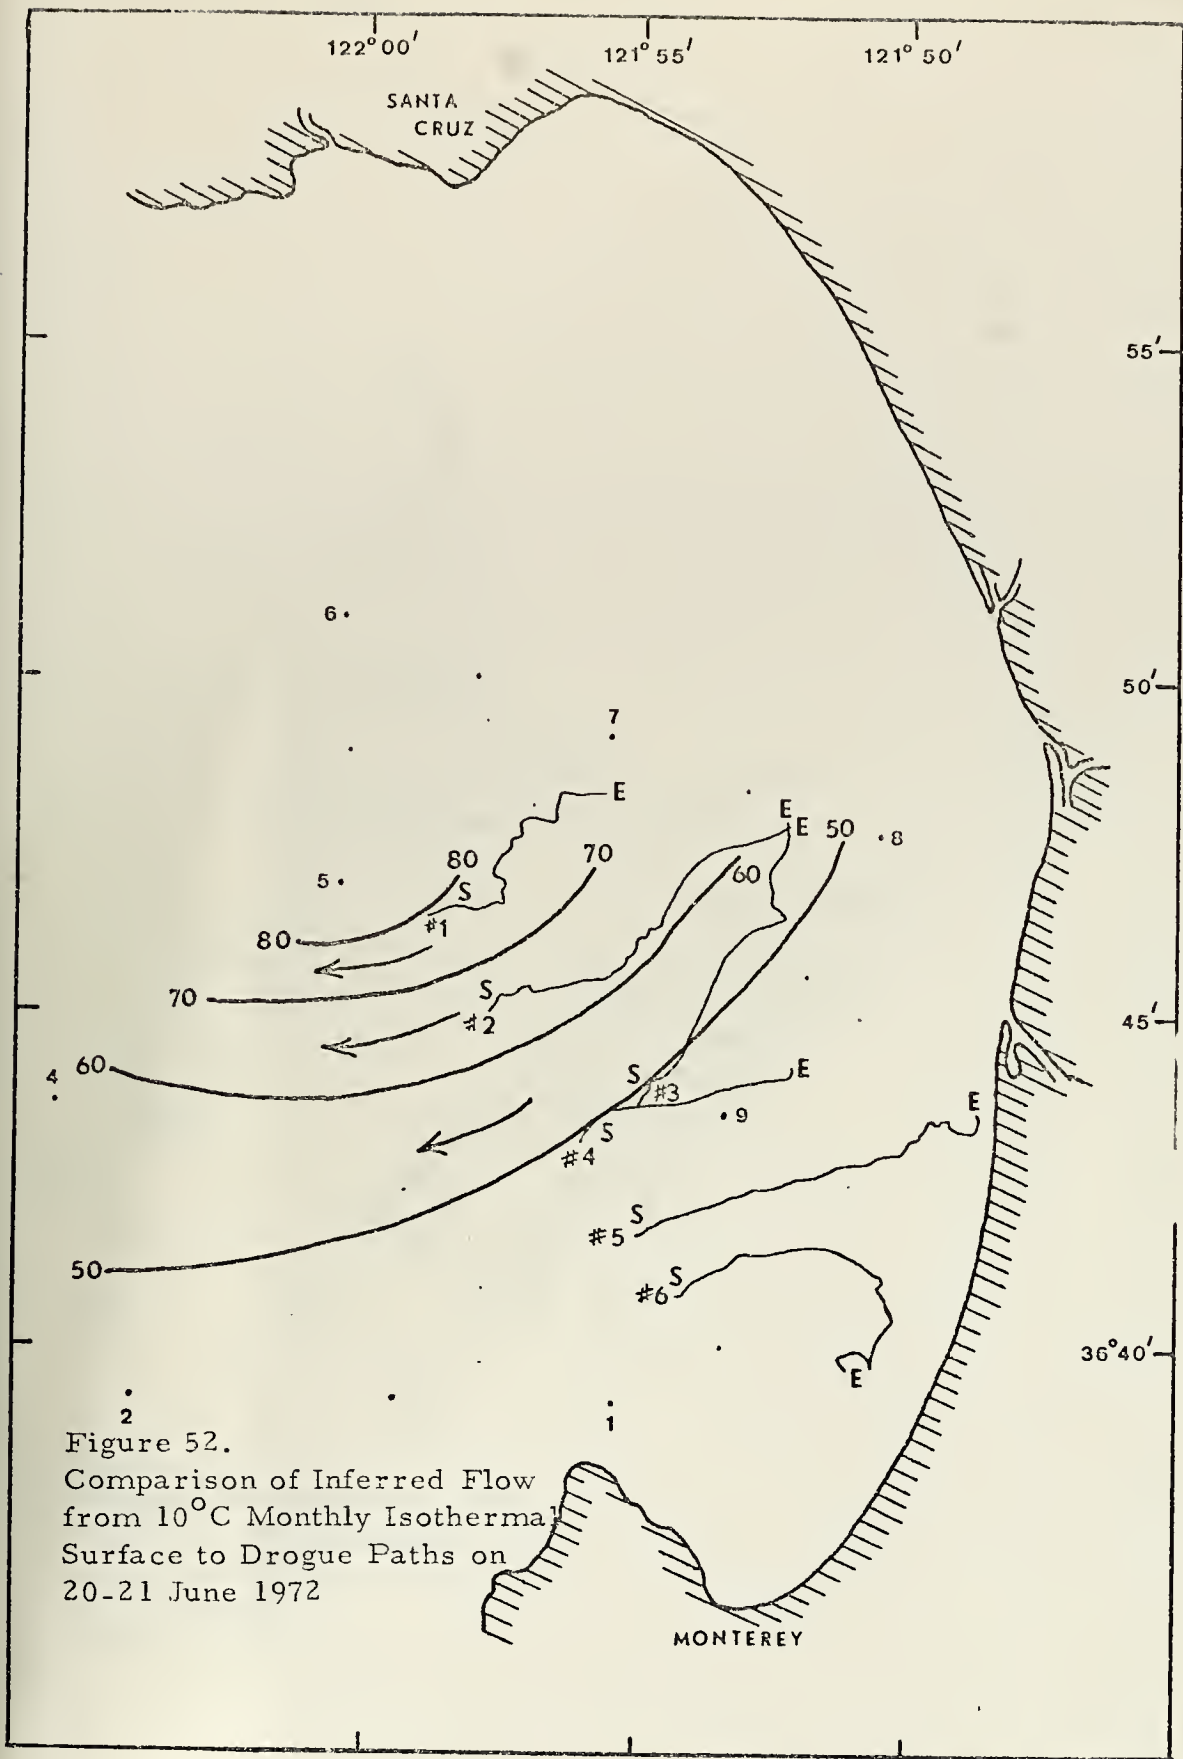 122°00′
121°55′
121°50′
SANTA
CRUZ
55′
6
50′
7
E
E
E
50
8
80
70
60
5
S
#1
80
70
S
#2
45′
60
4
S
#3
E
9
E
S
#4
S
#5
50
S
#6
36°40′
E
2
1
Figure 52.
Comparison of Inferred Flow
from 10°C Monthly Isothermal
Surface to Drogue Paths on
20-21 June 1972
MONTEREY